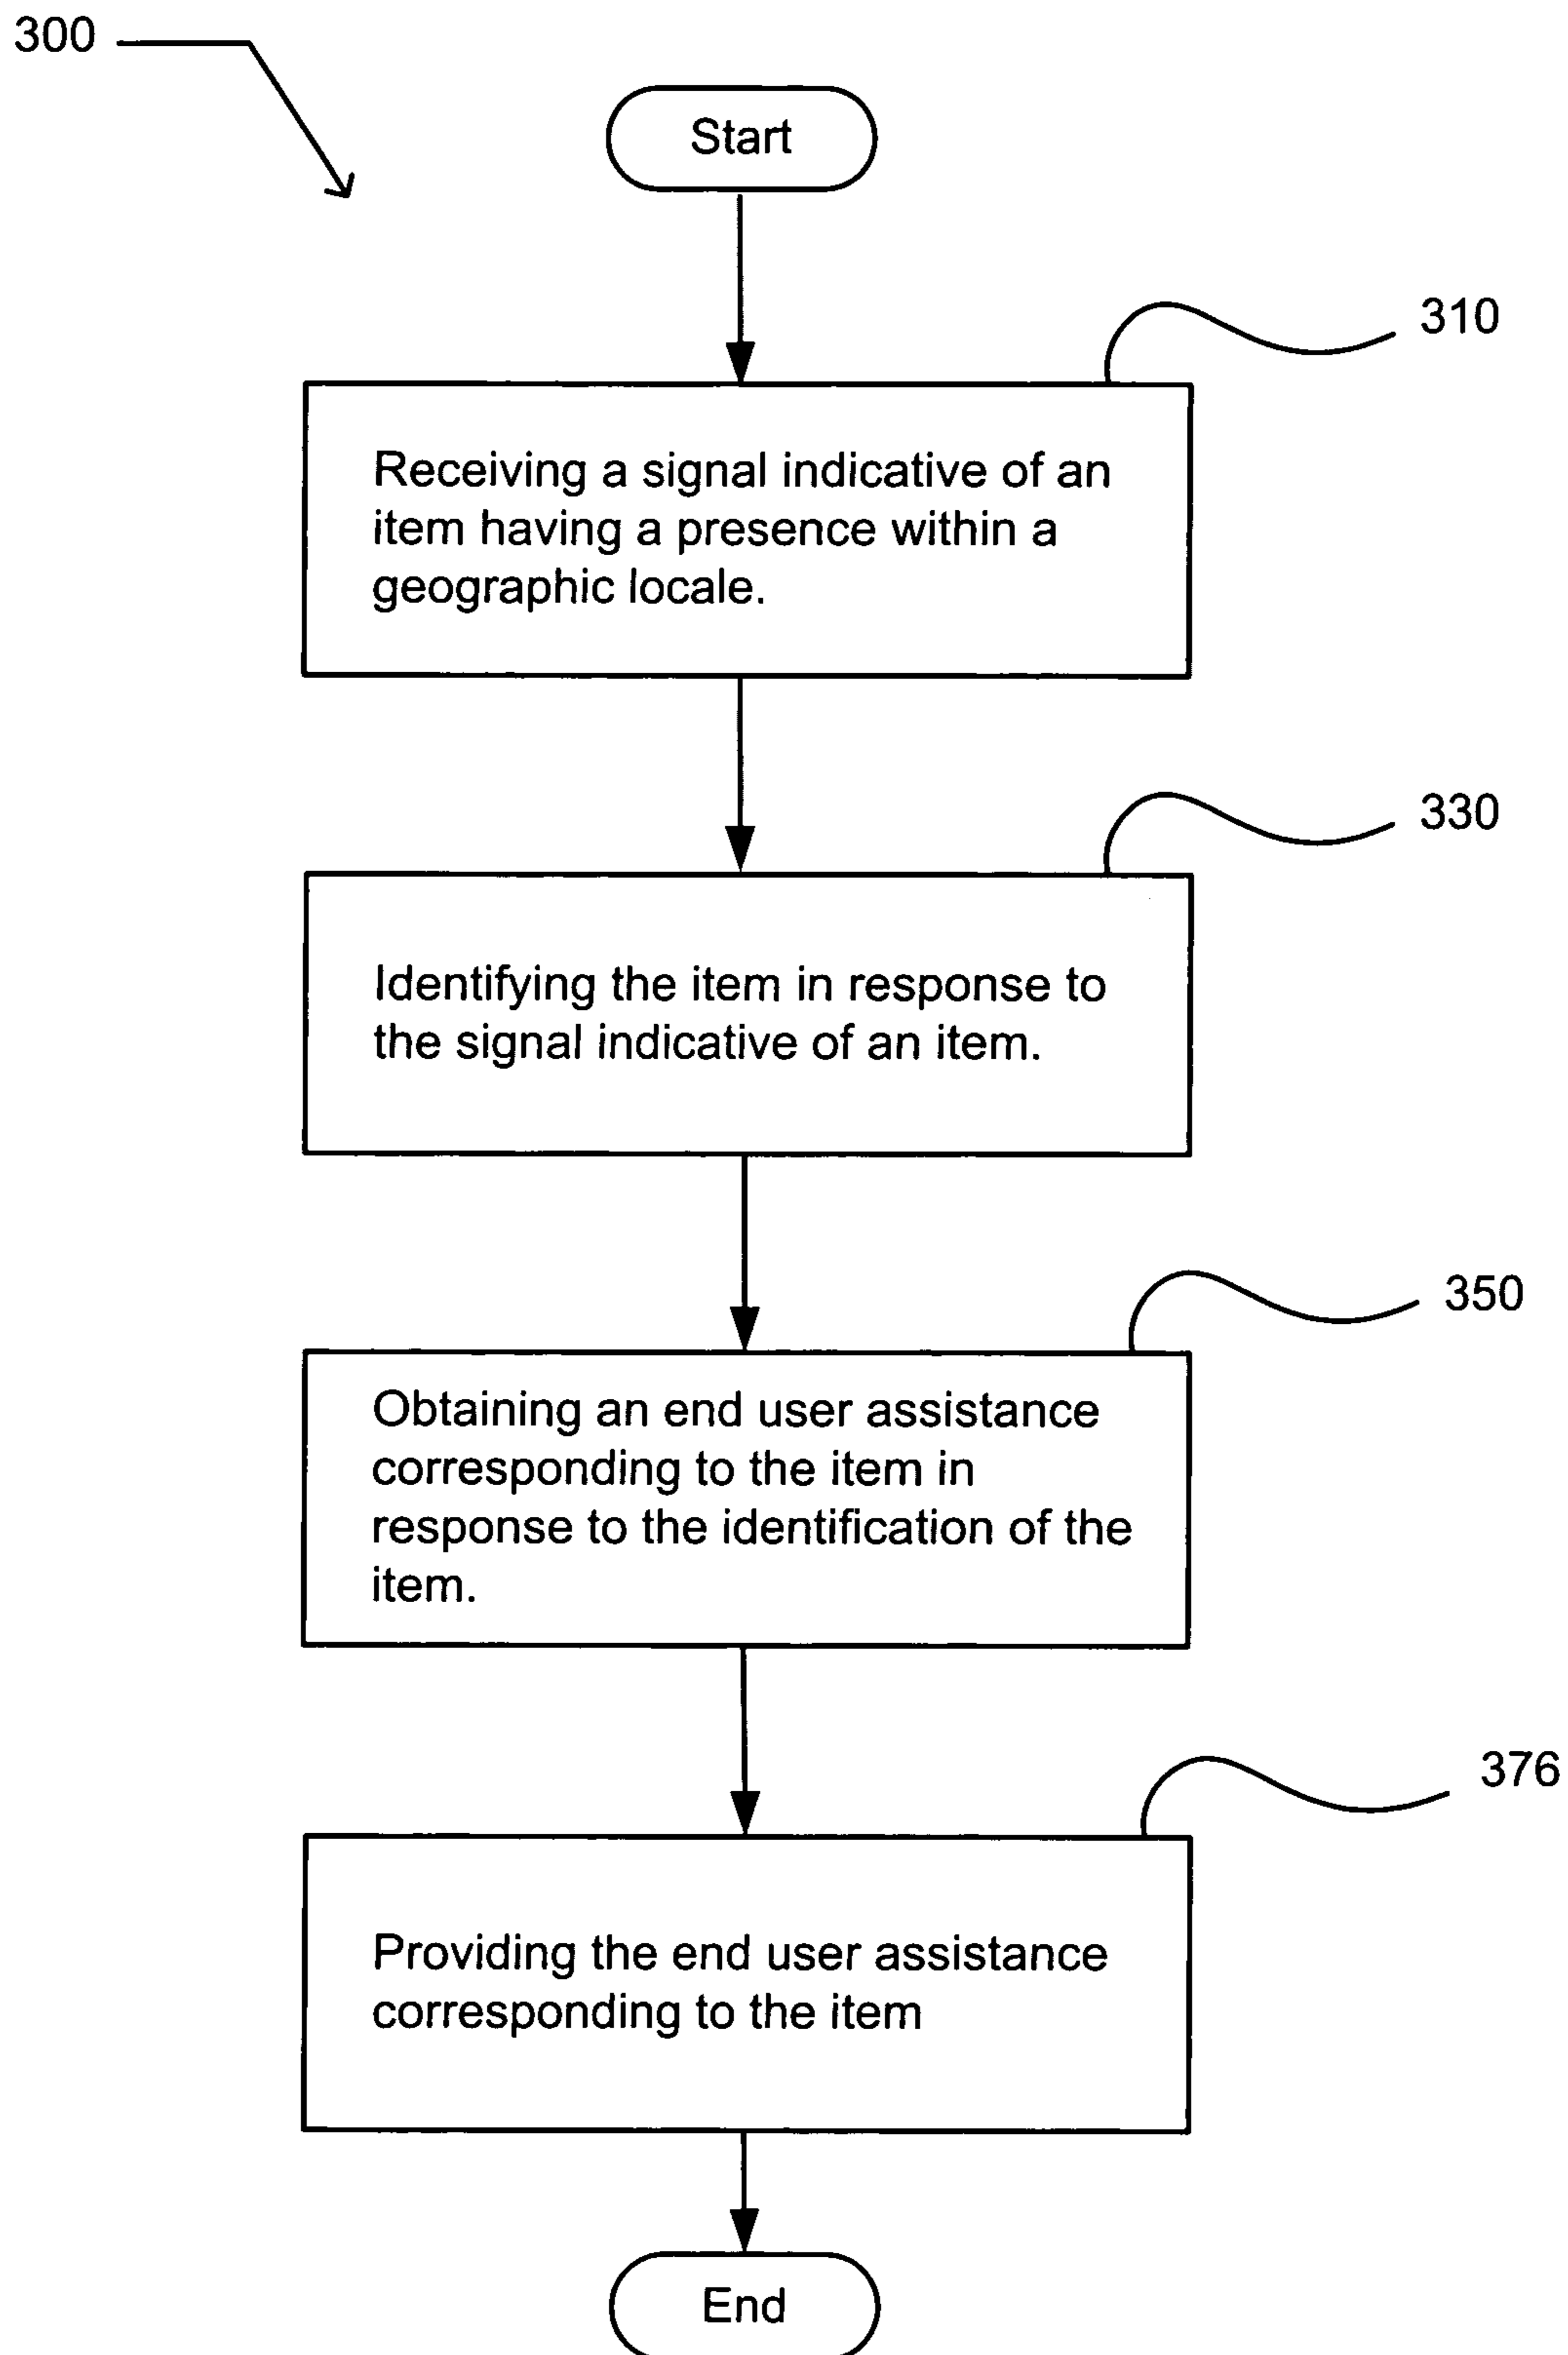 300
Start
310
Receiving a signal indicative of an
item having a presence within a
geographic locale.
330
Identifying the item in response to
the signal indicative of an item.
350
Obtaining an end user assistance
corresponding to the item in
response to the identification of the
item.
376
Providing the end user assistance
corresponding to the item
End